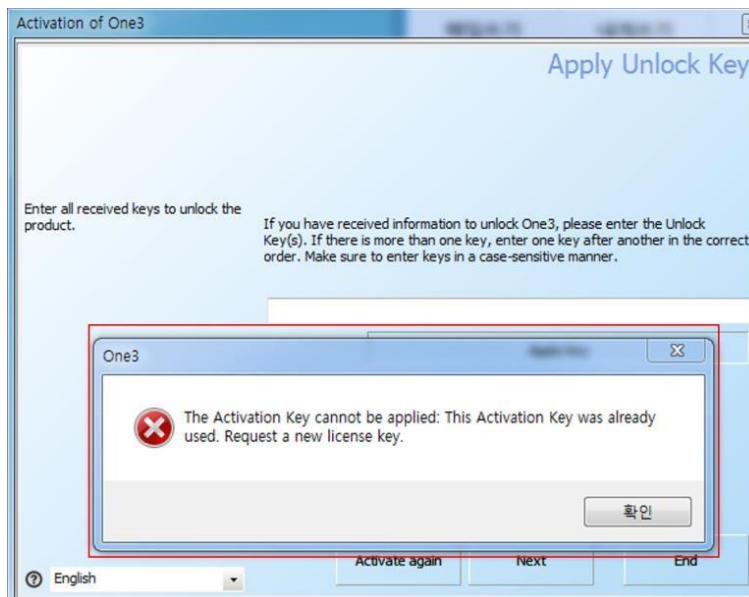 Activation of One3
Apply Unlock Key
Enter all received keys to unlock the
product.
If you have received information to unlock One3, please enter the Unlock
Key(s). If there is more than one key, enter one key after another in the correct
order. Make sure to enter keys in a case-sensitive manner.
Apply Key
One3
The Activation Key cannot be applied: This Activation Key was already
used. Request a new license key.
확인
Activate again
Next
End
English